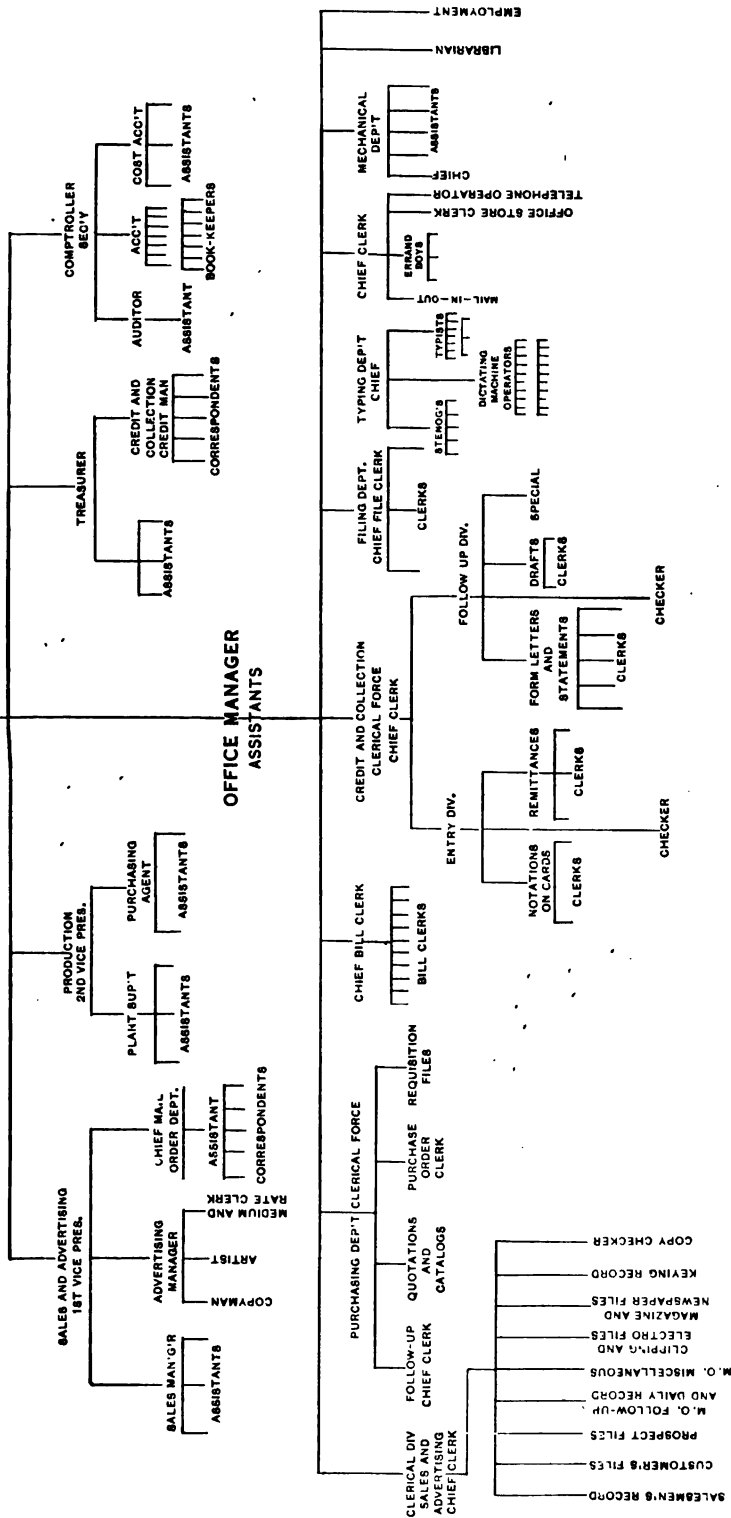 SALES AND ADVERTISING
1ST VICE PRES.
SALES MAN'G'R
ASSISTANTS
ADVERTISING
MANAGER
COPYMAN
ARTIST
MEDIUM AND
RATE CLERK
CHIEF MAIL
ORDER DEPT.
ASSISTANT
CORRESPONDENTS
PRODUCTION
2ND VICE PRES.
PLANT SUP'T
ASSISTANTS
PURCHASING
AGENT
ASSISTANTS
TREASURER
ASSISTANTS
CREDIT AND
COLLECTION
CREDIT MAN
CORRESPONDENTS
COMPTROLLER
SEC'Y
AUDITOR
ASSISTANT
ACC'T
BOOK-KEEPERS
COST ACC'T
ASSISTANTS
OFFICE MANAGER
ASSISTANTS
CLERICAL DIV
SALES AND
ADVERTISING
CHIEF CLERK
SALESMEN'S RECORD
CUSTOMER'S FILES
PROSPECT FILES
M.O. FOLLOW-UP
AND DAILY RECORD
M.O. MISCELLANEOUS
CLIPPING AND
ELECTRO FILES
MAGAZINE AND
NEWSPAPER FILES
KEYING RECORD
COPY CHECKER
PURCHASING DEP'T CLERICAL FORCE
FOLLOW-UP
CHIEF CLERK
QUOTATIONS
AND
CATALOGS
PURCHASE
ORDER
CLERK
REQUISITION
FILES
CHIEF BILL CLERK
BILL CLERKS
CREDIT AND COLLECTION
CLERICAL FORCE
CHIEF CLERK
ENTRY DIV.
NOTATIONS
ON CARDS
CLERKS
REMITTANCES
CLERKS
CHECKER
FOLLOW UP DIV.
FORM LETTERS
AND
STATEMENTS
CLERKS
DRAFTS
CLERKS
SPECIAL
CHECKER
FILING DEPT.
CHIEF FILE CLERK
CLERKS
TYPING DEP'T
CHIEF
STENOG'S
DICTATING
MACHINE
OPERATORS
TYPISTS
CHIEF CLERK
MAIL-IN-OUT
ERRAND
BOYS
OFFICE STORE CLERK
TELEPHONE OPERATOR
MECHANICAL
DEP'T
CHIEF
ASSISTANTS
LIBRARIAN
EMPLOYMENT